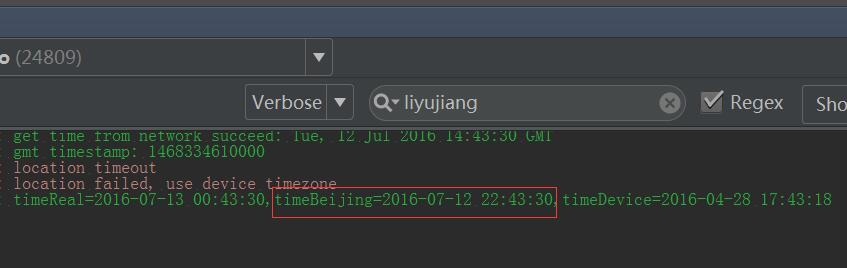 o (24809)
Verbose
liyujiang
Regex
Sho
: get time from network succeed: Tue, 12 Jul 2016 14:43:30 GMT
: gmt timestamp: 1468334610000
: location timeout
: location failed, use device timezone
: timeReal=2016-07-13 00:43:30,timeBeijing=2016-07-12 22:43:30,timeDevice=2016-04-28 17:43:18